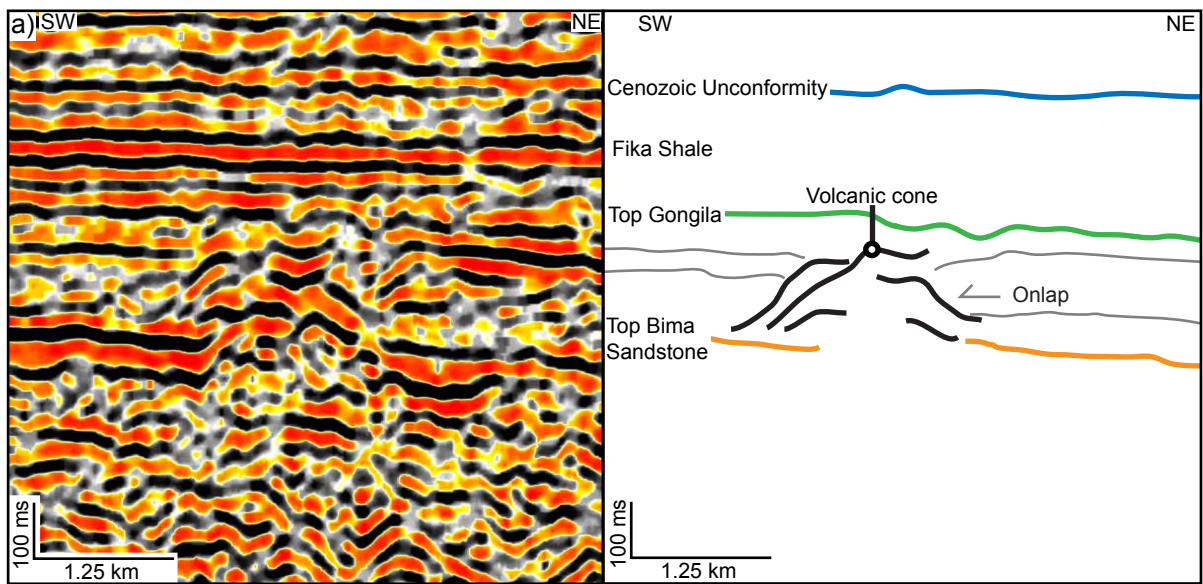 a)
SW
NE
100 ms
1.25 km
SW
NE
Cenozoic Unconformity
Fika Shale
Volcanic cone
Top Gongila
Onlap
Top Bima
Sandstone
100 ms
1.25 km